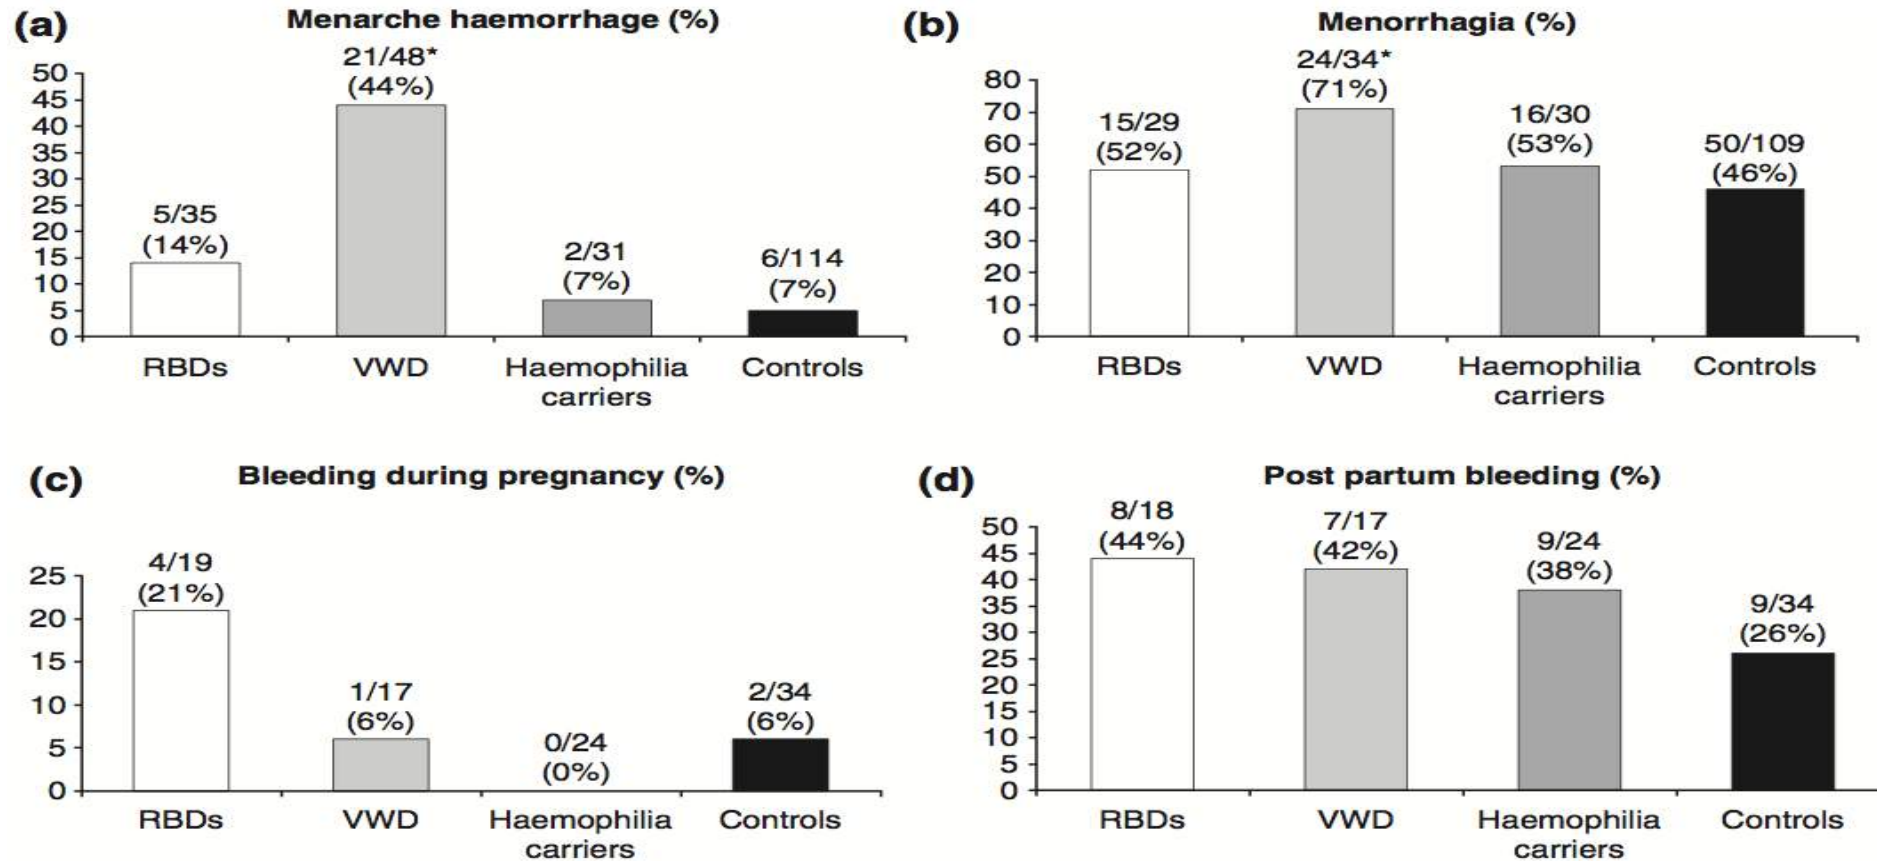 (a)
Menarche haemorrhage (%)
21/48*
(44%)
5/35
(14%)
2/31
(7%)
6/114
(7%)
50
45
40
35
30
25
20
15
10
5
0
RBDs
VWD
Haemophilia
carriers
Controls
(b)
Menorrhagia (%)
24/34*
(71%)
15/29
(52%)
16/30
(53%)
50/109
(46%)
80
70
60
50
40
30
20
10
0
RBDs
VWD
Haemophilia
carriers
Controls
(c)
Bleeding during pregnancy (%)
4/19
(21%)
1/17
(6%)
0/24
(0%)
2/34
(6%)
25
20
15
10
5
0
RBDs
VWD
Haemophilia
carriers
Controls
(d)
Post partum bleeding (%)
8/18
(44%)
7/17
(42%)
9/24
(38%)
9/34
(26%)
50
45
40
35
30
25
20
15
10
5
0
RBDs
VWD
Haemophilia
carriers
Controls